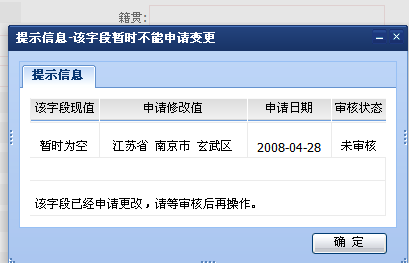 籍贯:
提示信息-该字段暂时不能申请变更
提示信息
该字段现值 申请修改值 申请日期 审核状态
暂时为空 江苏省 南京市 玄武区 2008-04-28 未审核
该字段已经申请更改，请等审核后再操作。
确 定